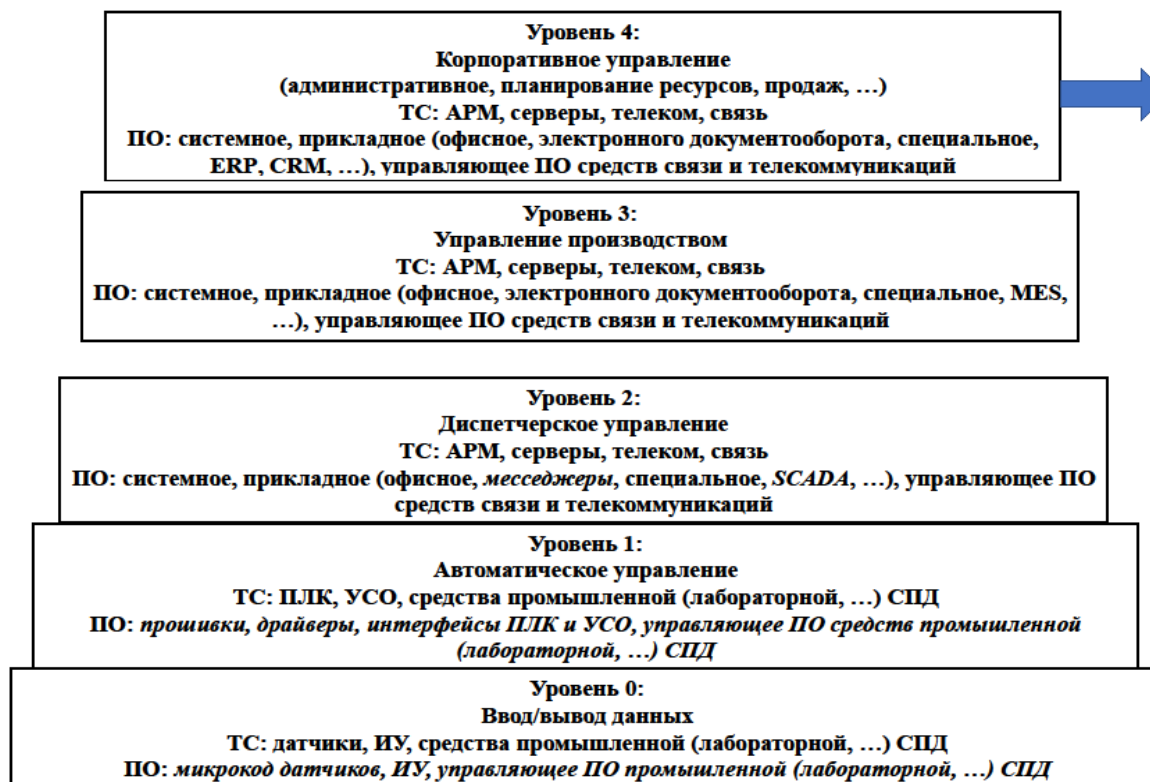 Уровень 4:
Корпоративное управление
(административное, планирование ресурсов, продаж, …)
ТС: АРМ, серверы, телеком, связь
ПО: системное, прикладное (офисное, электронного документооборота, специальное,
ERP, CRM, …), управляющее ПО средств связи и телекоммуникаций
Уровень 3:
Управление производством
ТС: АРМ, серверы, телеком, связь
ПО: системное, прикладное (офисное, электронного документооборота, специальное, MES,
…), управляющее ПО средств связи и телекоммуникаций
Уровень 2:
Диспетчерское управление
ТС: АРМ, серверы, телеком, связь
ПО: системное, прикладное (офисное, месседжеры, специальное, SCADA, …), управляющее ПО
средств связи и телекоммуникаций
Уровень 1:
Автоматическое управление
ТС: ПЛК, УСО, средства промышленной (лабораторной, …) СПД
ПО: прошивки, драйверы, интерфейсы ПЛК и УСО, управляющее ПО средств промышленной
(лабораторной, …) СПД
Уровень 0:
Ввод/вывод данных
ТС: датчики, ИУ, средства промышленной (лабораторной, …) СПД
ПО: микрокод датчиков, ИУ, управляющее ПО промышленной (лабораторной, …) СПД